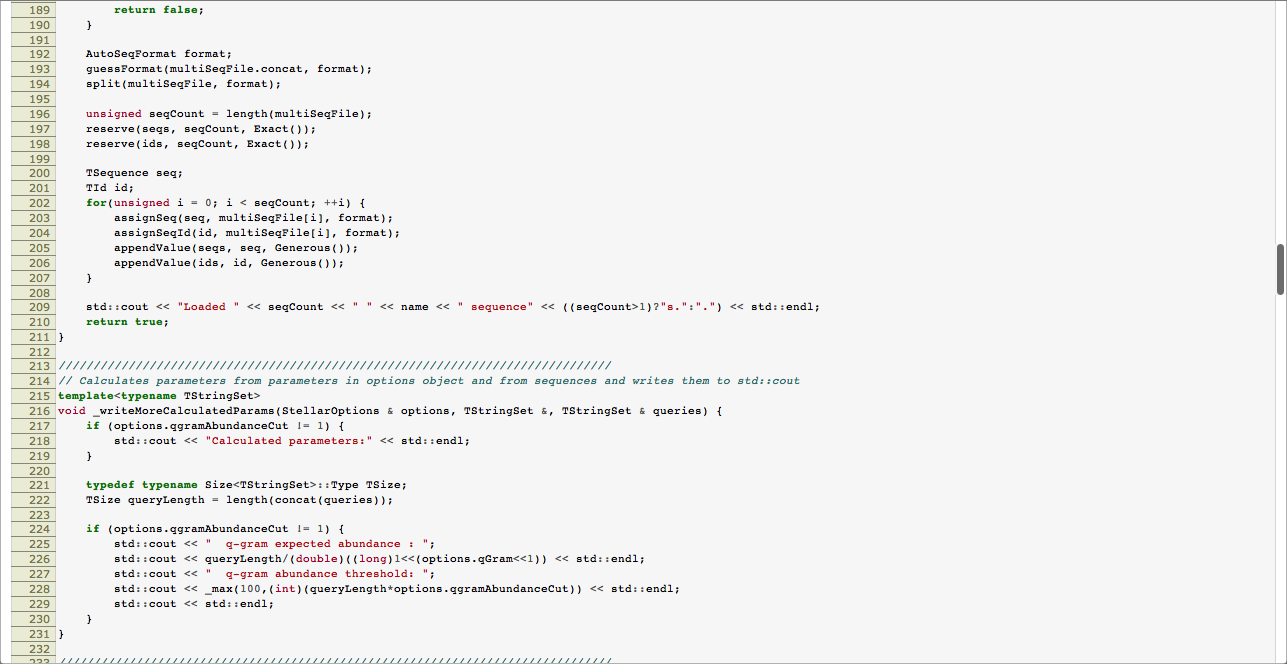 189         return false;
190     }
191
192     AutoSeqFormat format;
193     guessFormat(multiSeqFile.concat, format);
194     split(multiSeqFile, format);
195
196     unsigned seqCount = length(multiSeqFile);
197     reserve(seqs, seqCount, Exact());
198     reserve(ids, seqCount, Exact());
199
200     TSequence seq;
201     TId id;
202     for(unsigned i = 0; i < seqCount; ++i) {
203         assignSeq(seq, multiSeqFile[i], format);
204         assignSeqId(id, multiSeqFile[i], format);
205         appendValue(seqs, seq, Generous());
206         appendValue(ids, id, Generous());
207     }
208
209     std::cout << "Loaded " << seqCount << " " << name << " sequence" << ((seqCount>1)?"s.":".") << std::endl;
210     return true;
211 }
212
213 ///////////////////////////////////////////////////////////////////////////////
214 // Calculates parameters from parameters in options object and from sequences and writes them to std::cout
215 template<typename TStringSet>
216 void _writeMoreCalculatedParams(StellarOptions & options, TStringSet &, TStringSet & queries) {
217     if (options.qgramAbundanceCut != 1) {
218         std::cout << "Calculated parameters:" << std::endl;
219     }
220
221     typedef typename Size<TStringSet>::Type TSize;
222     TSize queryLength = length(concat(queries));
223
224     if (options.qgramAbundanceCut != 1) {
225         std::cout << "  q-gram expected abundance : ";
226         std::cout << queryLength/(double)((long)1<<(options.qGram<<1)) << std::endl;
227         std::cout << "  q-gram abundance threshold: ";
228         std::cout << _max(100,(int)(queryLength*options.qgramAbundanceCut)) << std::endl;
229         std::cout << std::endl;
230     }
231 }
232
233 ///////////////////////////////////////////////////////////////////////////////